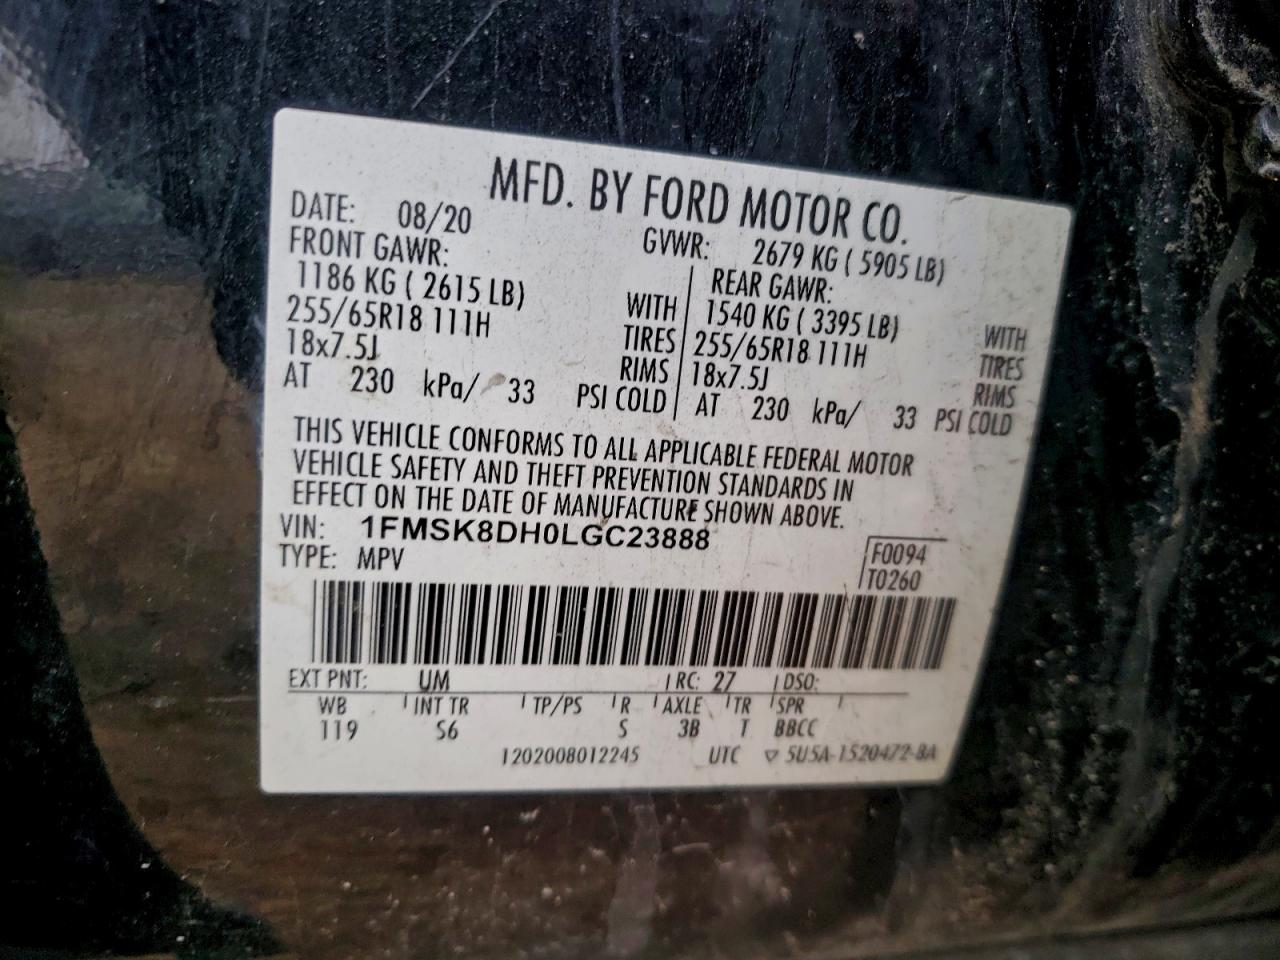 MFD. BY FORD MOTOR CO.
DATE: 08/20 GVWR: 2679 KG ( 5905 LB)
FRONT GAWR: REAR GAWR:
1186 KG ( 2615 LB) WITH 1540 KG ( 3395 LB) WITH
255/65R18 111H TIRES 255/65R18 111H TIRES
18x7.5J RIMS 18x7.5J RIMS
AT 230 kPa/ 33 PSI COLD AT 230 kPa/ 33 PSI COLD
THIS VEHICLE CONFORMS TO ALL APPLICABLE FEDERAL MOTOR
VEHICLE SAFETY AND THEFT PREVENTION STANDARDS IN
EFFECT ON THE DATE OF MANUFACTURE SHOWN ABOVE.
VIN: 1FMSK8DH0LGC23888
TYPE: MPV
F0094
T0260
EXT PNT: UM RC: 27 DSO:
WB INT TR TP/PS R AXLE TR SPR
119 S6 S 3B T BBCC
1202008012245 UTC ▽ 5U5A-1520472-BA